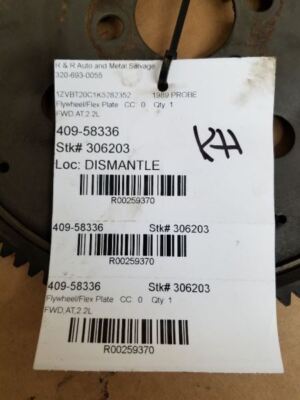 R & R Auto and Metal Salvage
320-693-0055
1ZVBT20C1K5282352 1989 PROBE
Flywheel/Flex Plate CC 0 Qty 1
FWD,AT,2.2L
409-58336
Stk# 306203
Loc: DISMANTLE
KH
R00259370
409-58336 Stk# 306203
R00259370
409-58336 Stk# 306203
Flywheel/Flex Plate CC 0 Qty 1
FWD,AT,2.2L
R00259370